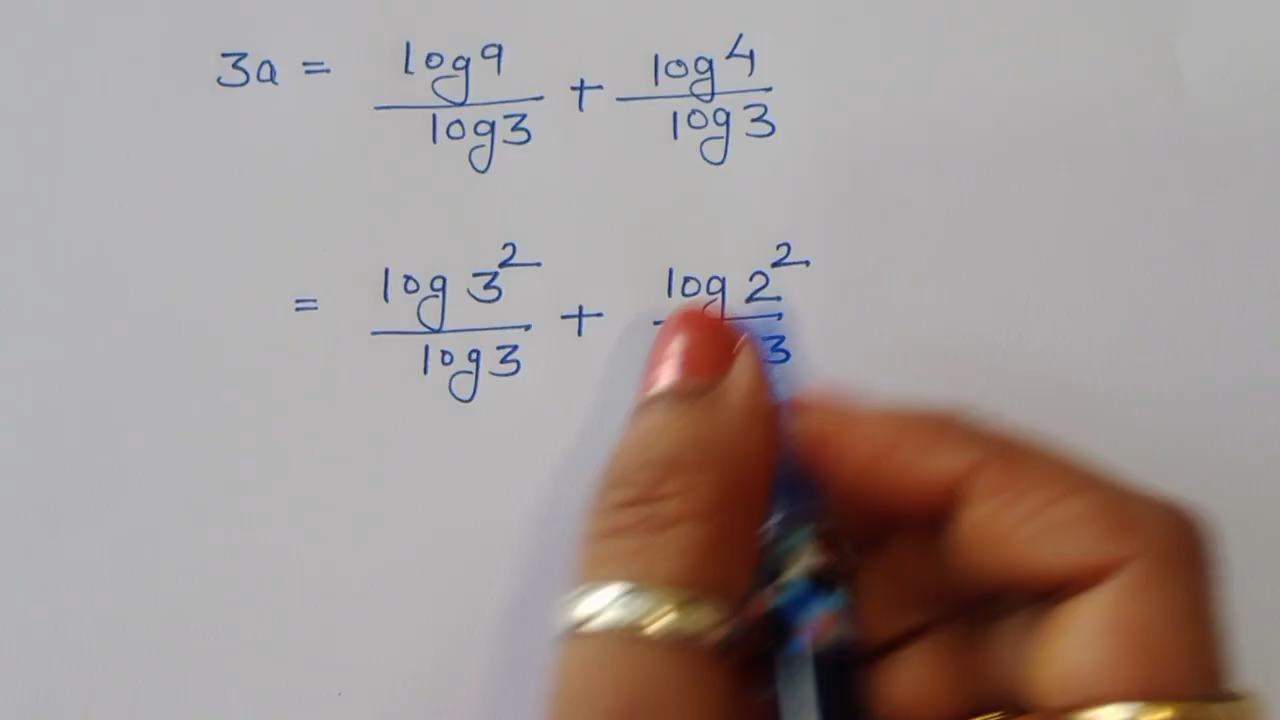 3a = log9/log3 + log4/log3
= log3²/log3 + log2²/3